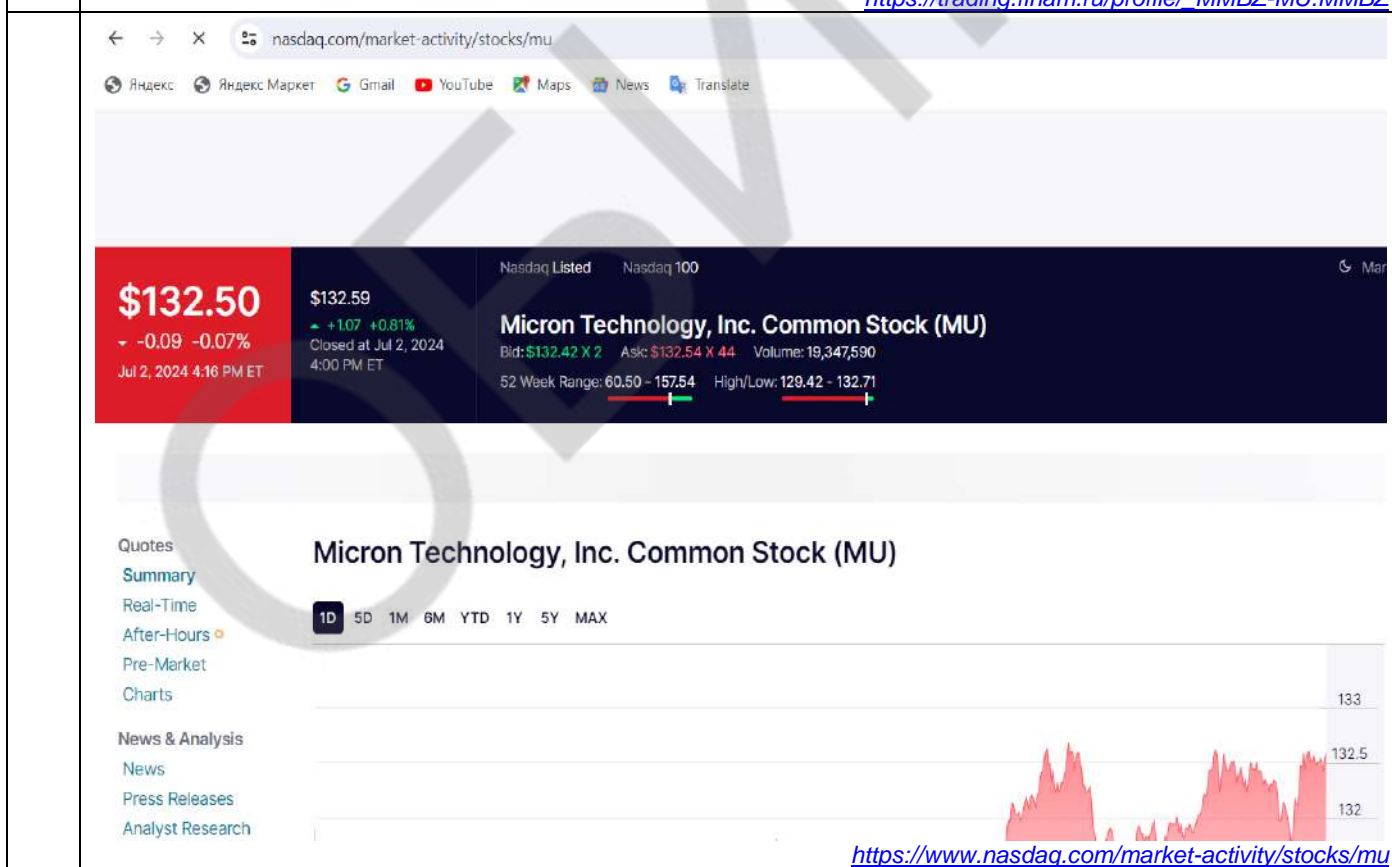 https://trading.finam.ru/profile/_MMBZ-MU.MMBZ
nasdaq.com/market-activity/stocks/mu
Яндекс Яндекс Маркет Gmail YouTube Maps News Translate
Nasdaq Listed Nasdaq 100 Mar
$132.50
-0.09 -0.07%
Jul 2, 2024 4:16 PM ET
$132.59
+1.07 +0.81%
Closed at Jul 2, 2024
4:00 PM ET
Micron Technology, Inc. Common Stock (MU)
Bid: $132.42 X 2 Ask: $132.54 X 44 Volume: 19,347,590
52 Week Range: 60.50 - 157.54 High/Low: 129.42 - 132.71
Quotes
Summary
Real-Time
After-Hours
Pre-Market
Charts
News & Analysis
News
Press Releases
Analyst Research
Micron Technology, Inc. Common Stock (MU)
1D 5D 1M 6M YTD 1Y 5Y MAX
133
132.5
132
https://www.nasdaq.com/market-activity/stocks/mu